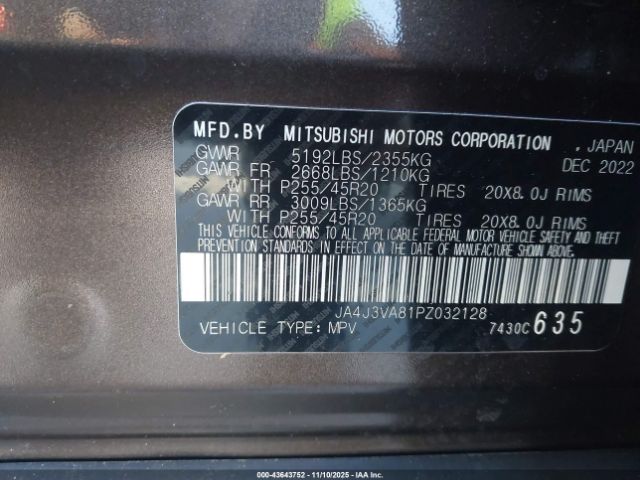 MFD.BY MITSUBISHI MOTORS CORPORATION , JAPAN
GVWR 5192LBS/2355KG DEC 2022
GAWR FR 2668LBS/1210KG
WITH P255/45R20 TIRES 20X8.0J RIMS
GAWR RR 3009LBS/1365KG
WITH P255/45R20 TIRES 20X8.0J RIMS
THIS VEHICLE CONFORMS TO ALL APPLICABLE FEDERAL MOTOR VEHICLE SAFETY AND THEFT
PREVENTION STANDARDS IN EFFECT ON THE DATE OF MANUFACTURE SHOWN ABOVE.
JA4J3VA81PZ032128
VEHICLE TYPE: MPV 7430C 635
000-43643752 — 11/10/2025 — IAA Inc.